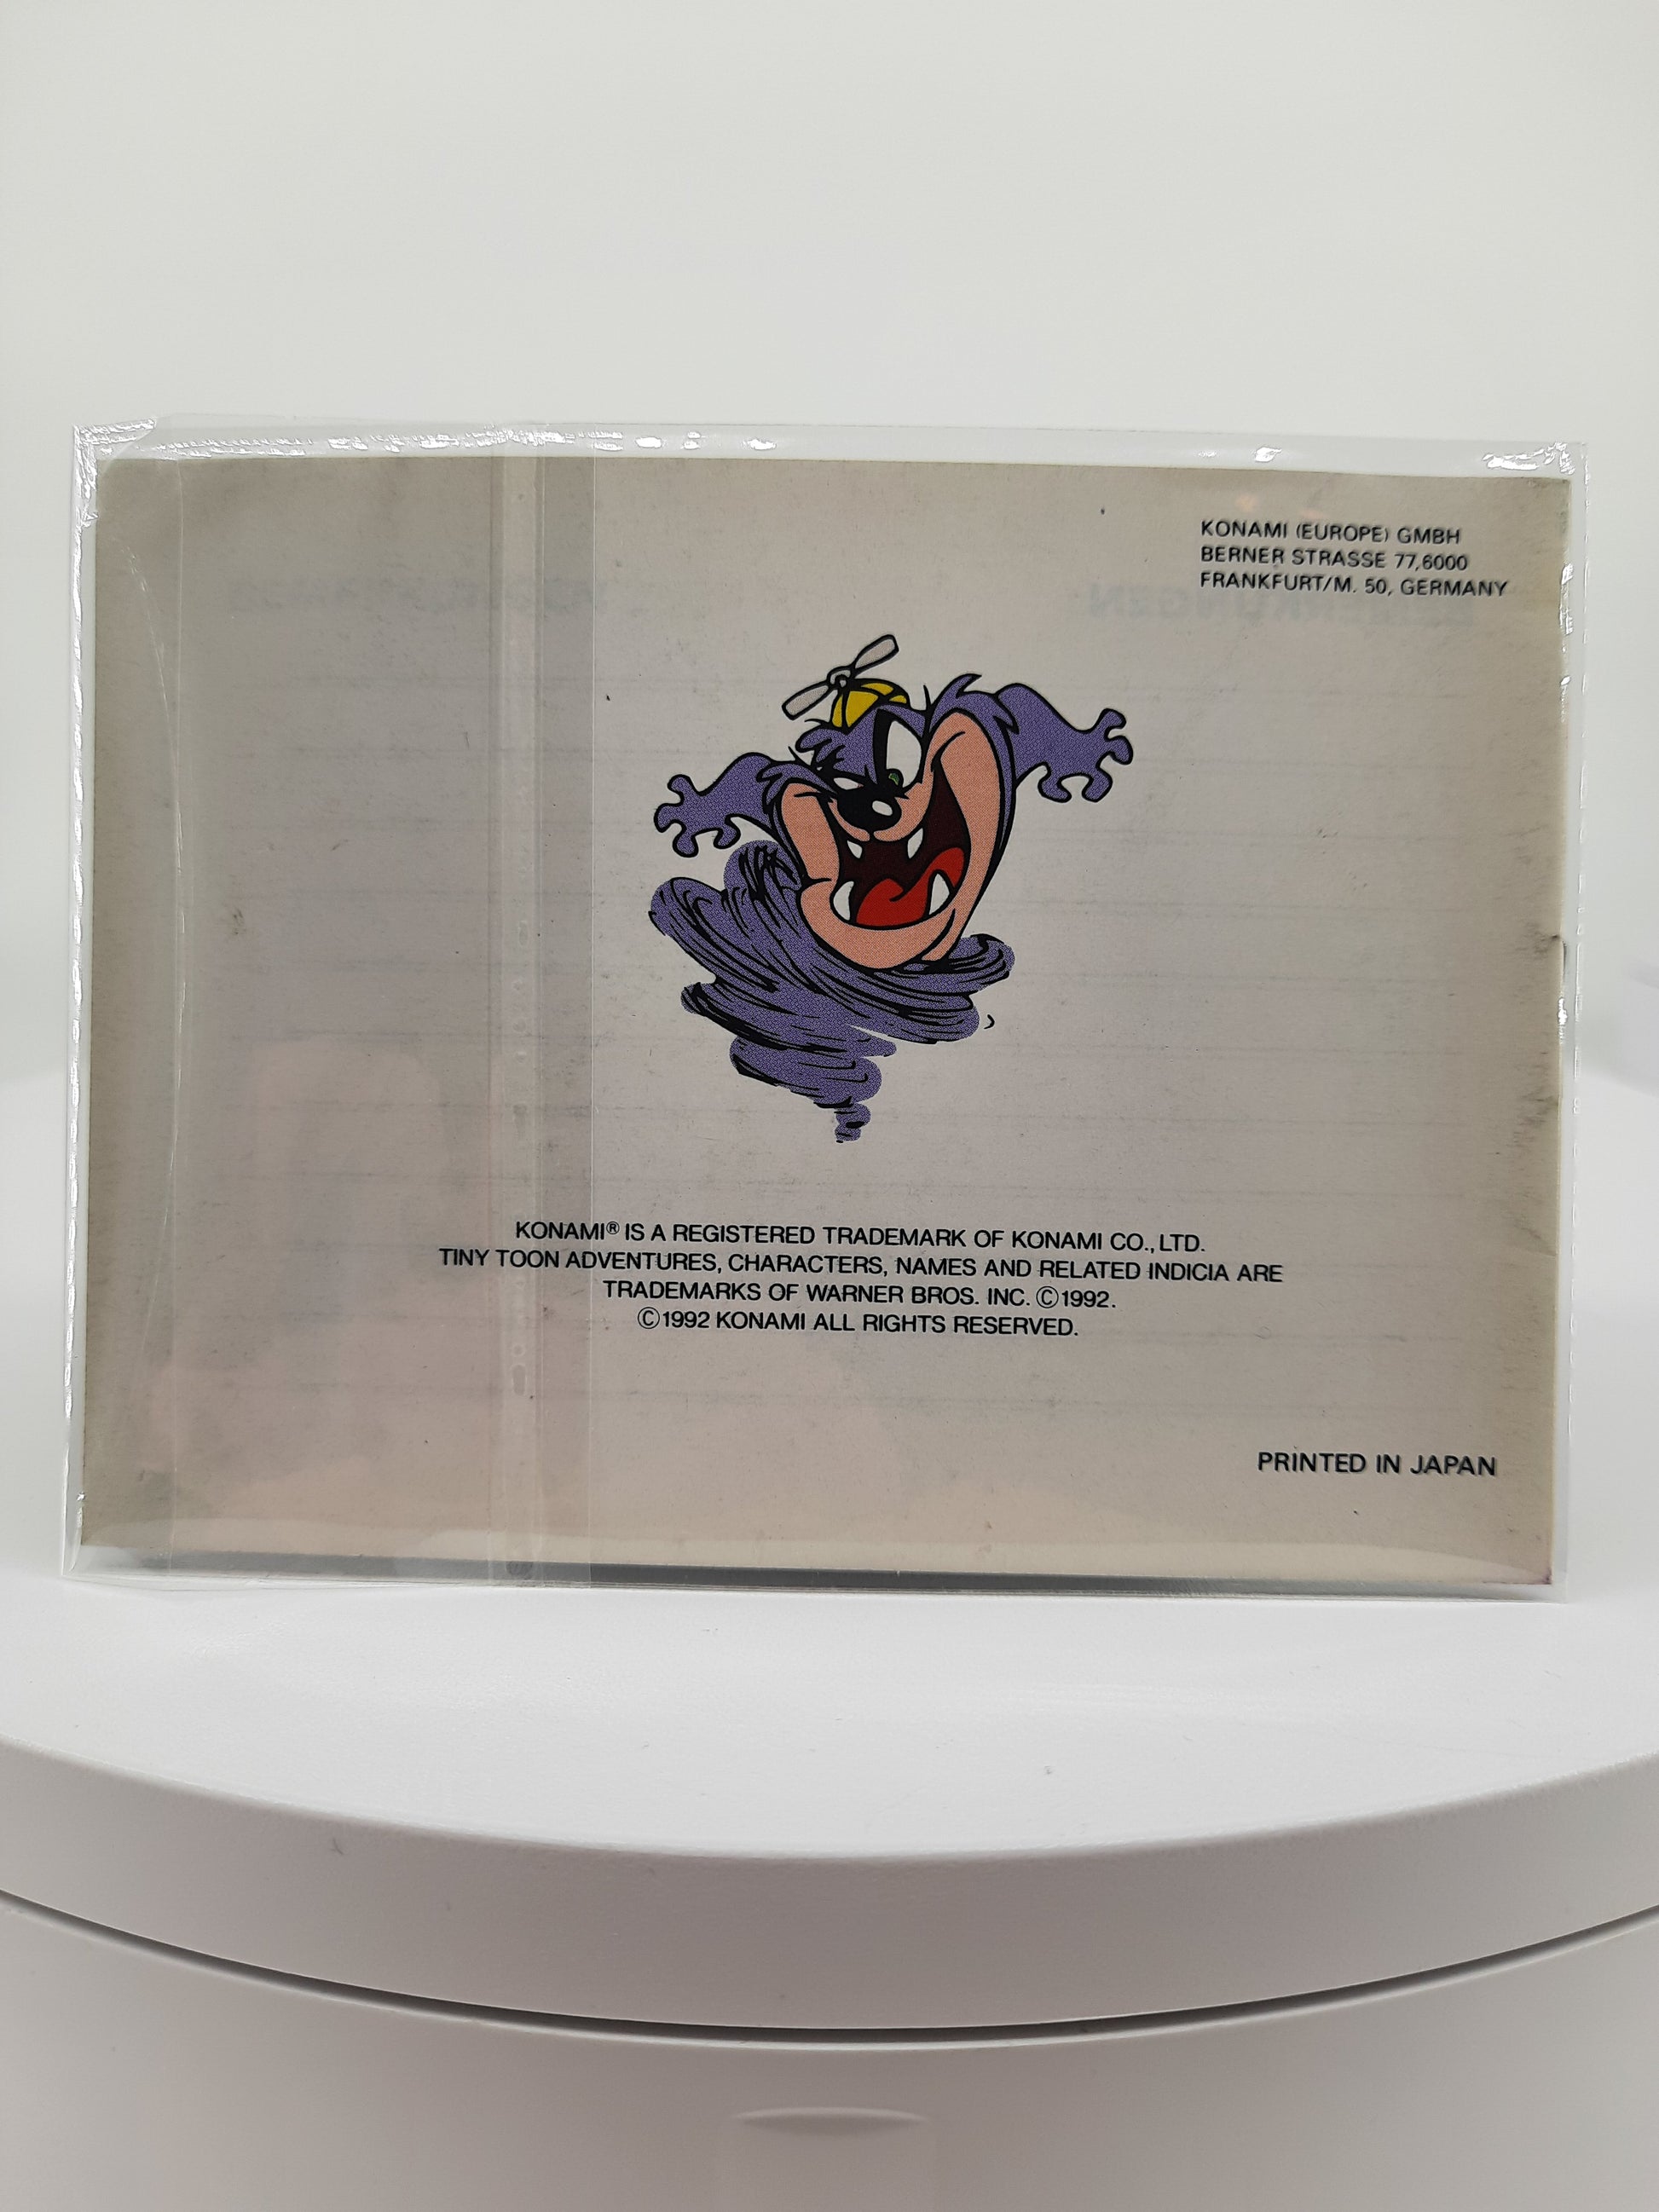 KONAMI (EUROPE) GMBH
BERNER STRASSE 77,6000
FRANKFURT/M. 50, GERMANY
KONAMI® IS A REGISTERED TRADEMARK OF KONAMI CO., LTD.
TINY TOON ADVENTURES, CHARACTERS, NAMES AND RELATED INDICIA ARE
TRADEMARKS OF WARNER BROS. INC. ©1992.
©1992 KONAMI ALL RIGHTS RESERVED.
PRINTED IN JAPAN